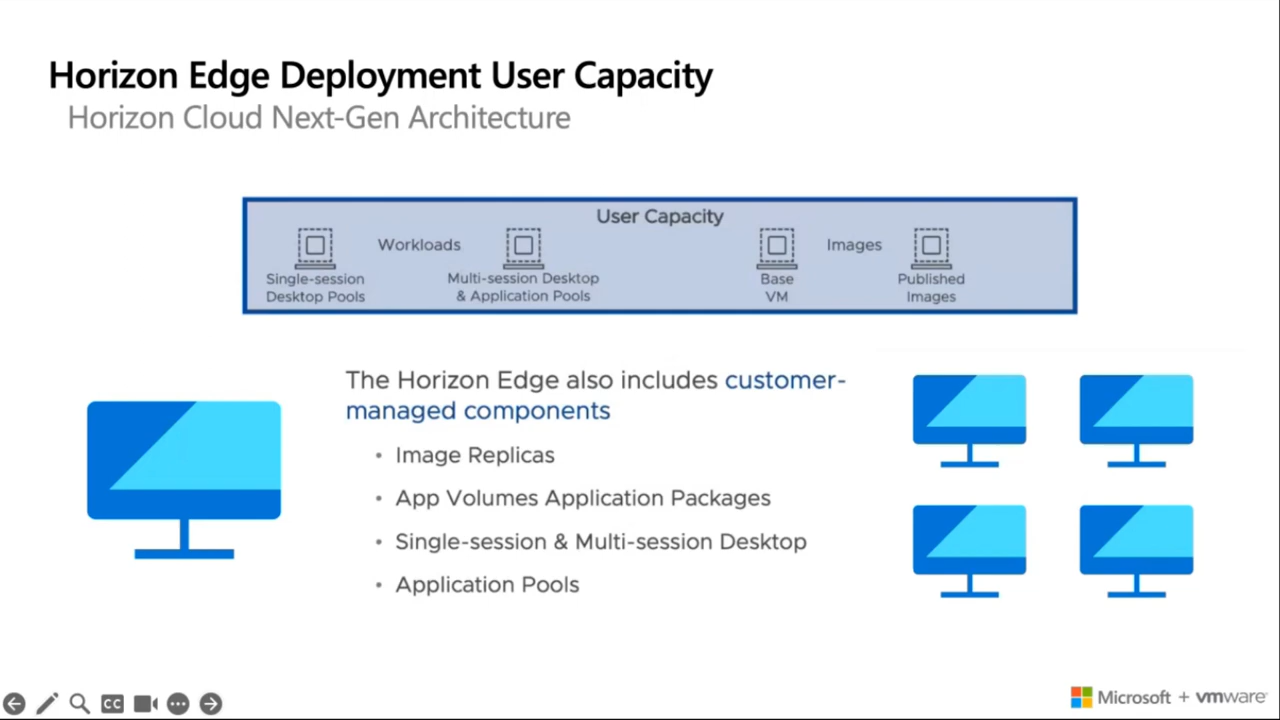 Horizon Edge Deployment User Capacity
Horizon Cloud Next-Gen Architecture
User Capacity
Workloads
Images
Single-session
Desktop Pools
Multi-session Desktop
& Application Pools
Base
VM
Published
Images
The Horizon Edge also includes customer-
managed components
• Image Replicas
• App Volumes Application Packages
• Single-session & Multi-session Desktop
• Application Pools
CC
Microsoft + vmware